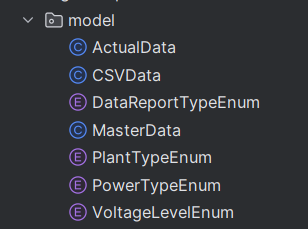 model
C ActualData
C CSVData
E DataReportTypeEnum
C MasterData
E PlantTypeEnum
E PowerTypeEnum
E VoltageLevelEnum